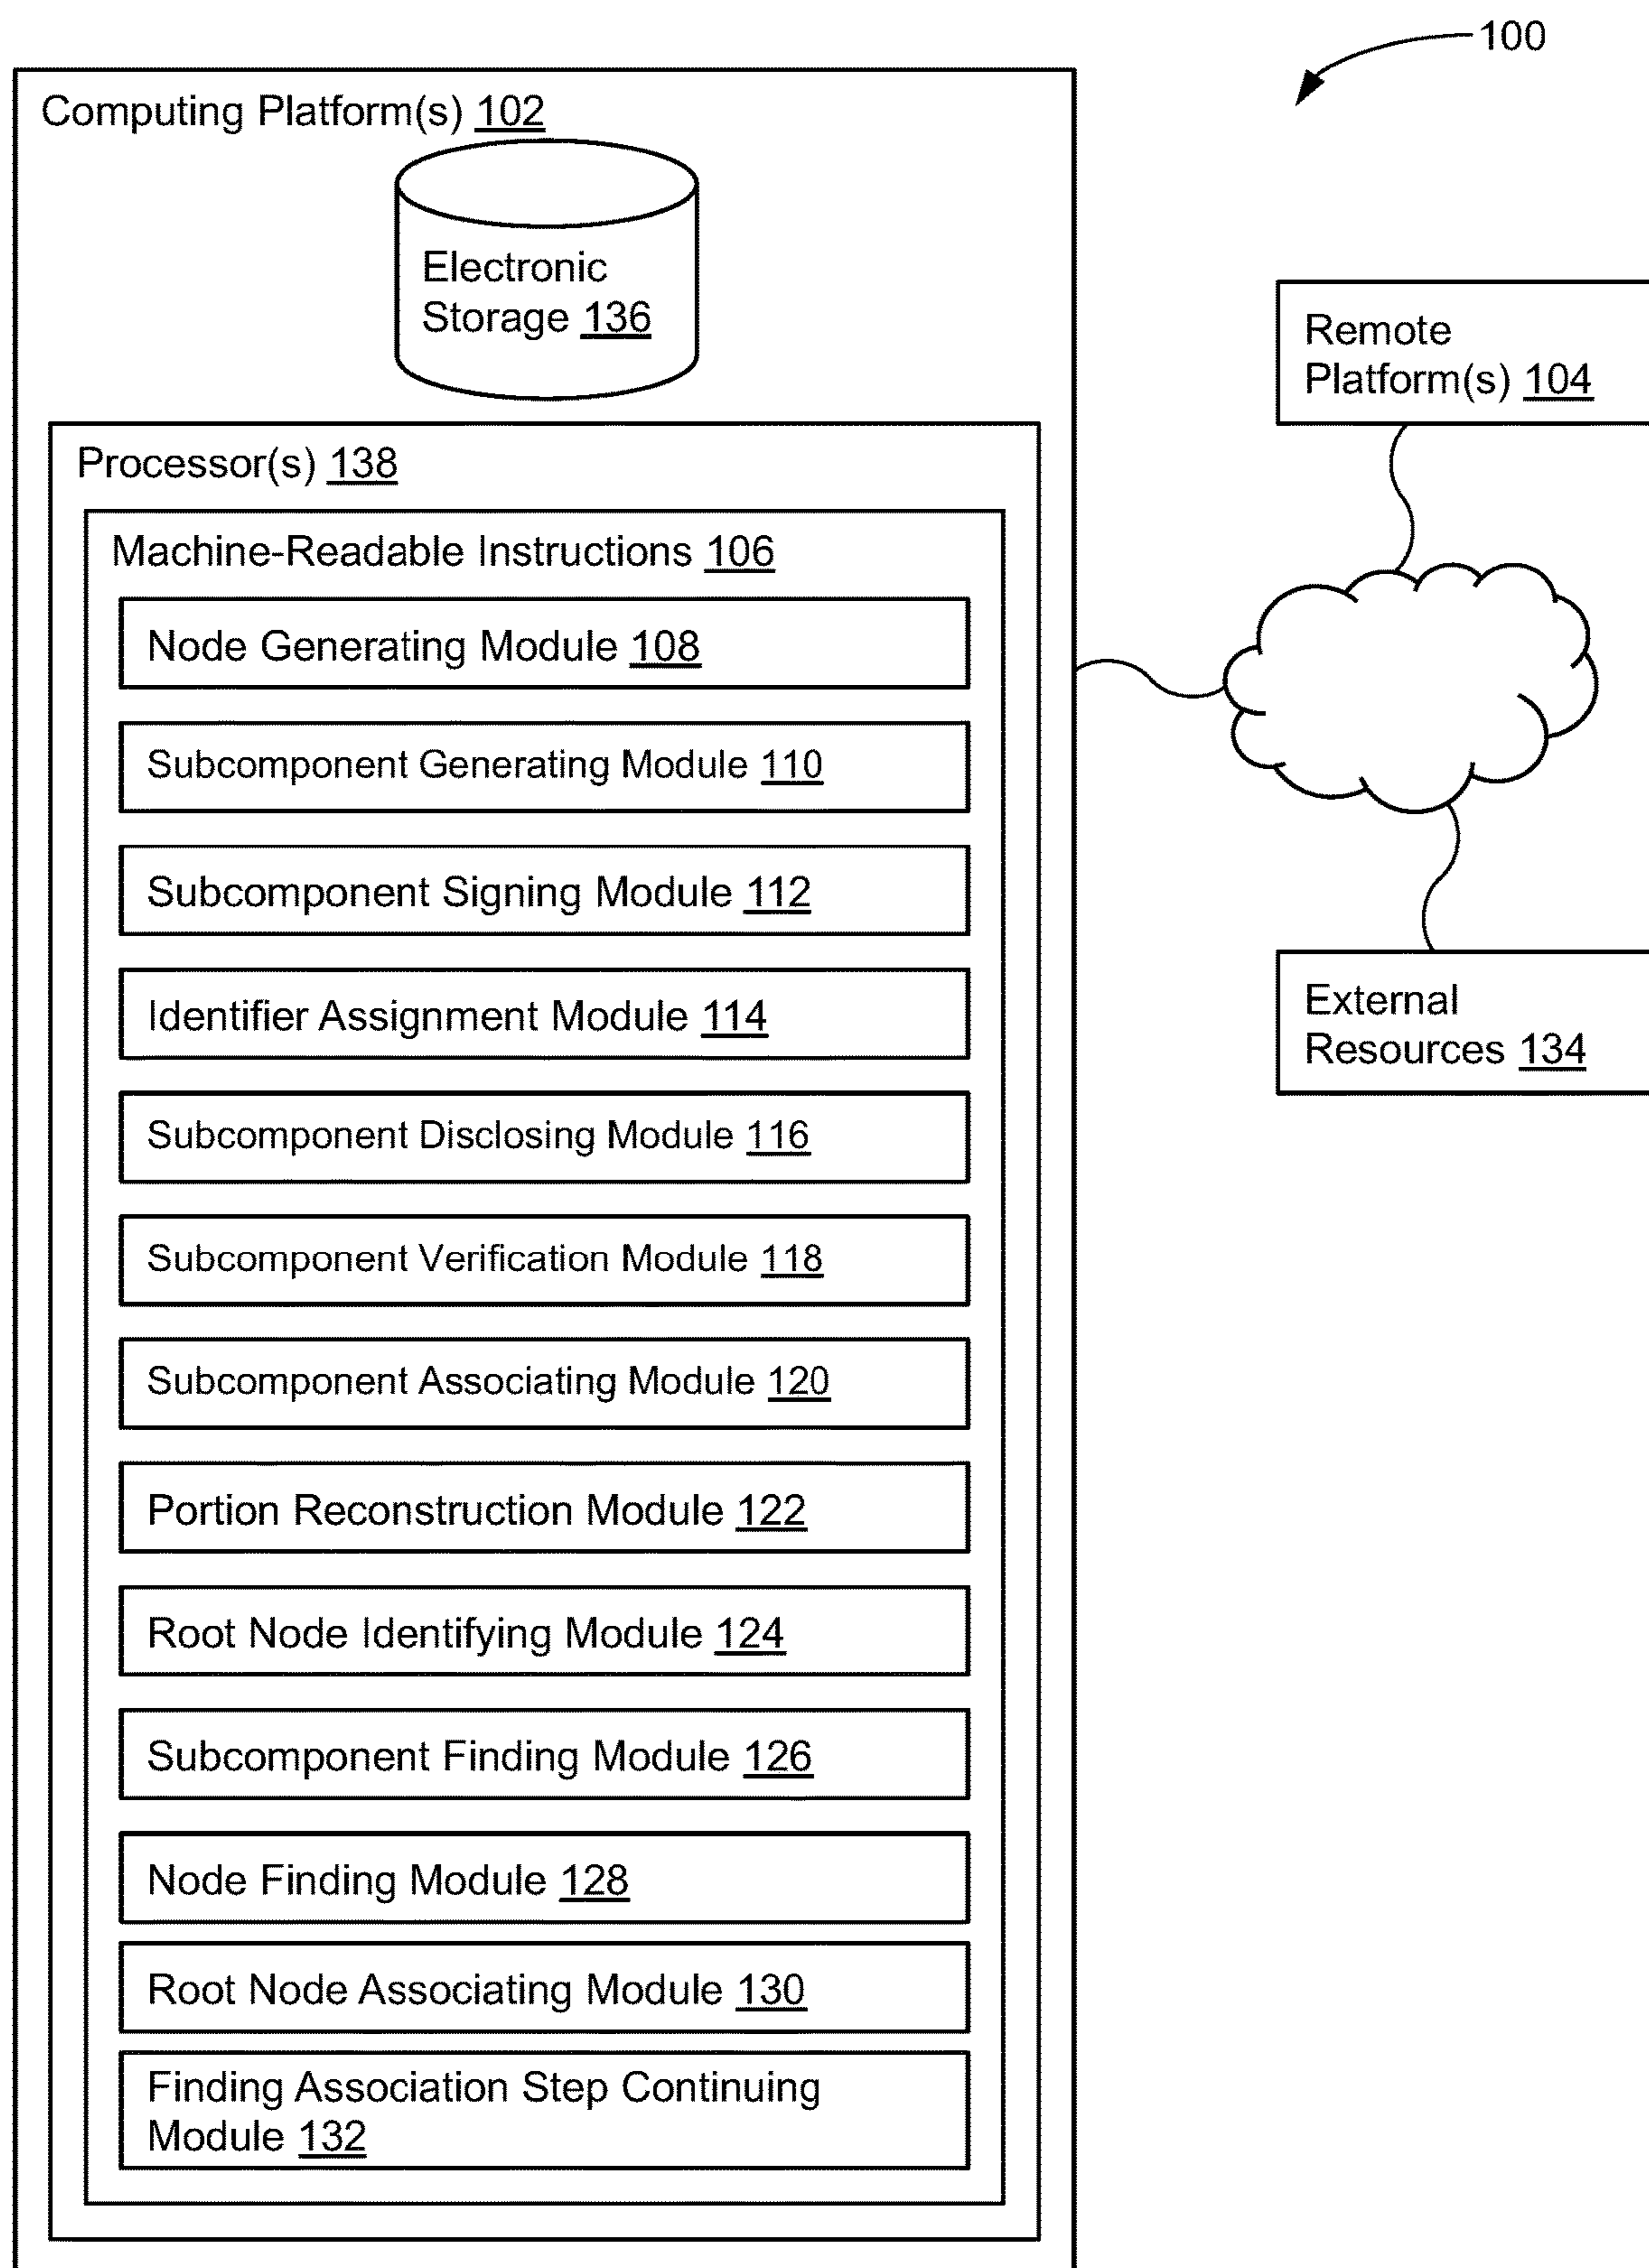 100
Computing Platform(s) 102
Electronic
Storage 136
Remote
Platform(s) 104
Processor(s) 138
Machine-Readable Instructions 106
Node Generating Module 108
Subcomponent Generating Module 110
Subcomponent Signing Module 112
Identifier Assignment Module 114
External
Resources 134
Subcomponent Disclosing Module 116
Subcomponent Verification Module 118
Subcomponent Associating Module 120
Portion Reconstruction Module 122
Root Node Identifying Module 124
Subcomponent Finding Module 126
Node Finding Module 128
Root Node Associating Module 130
Finding Association Step Continuing
Module 132